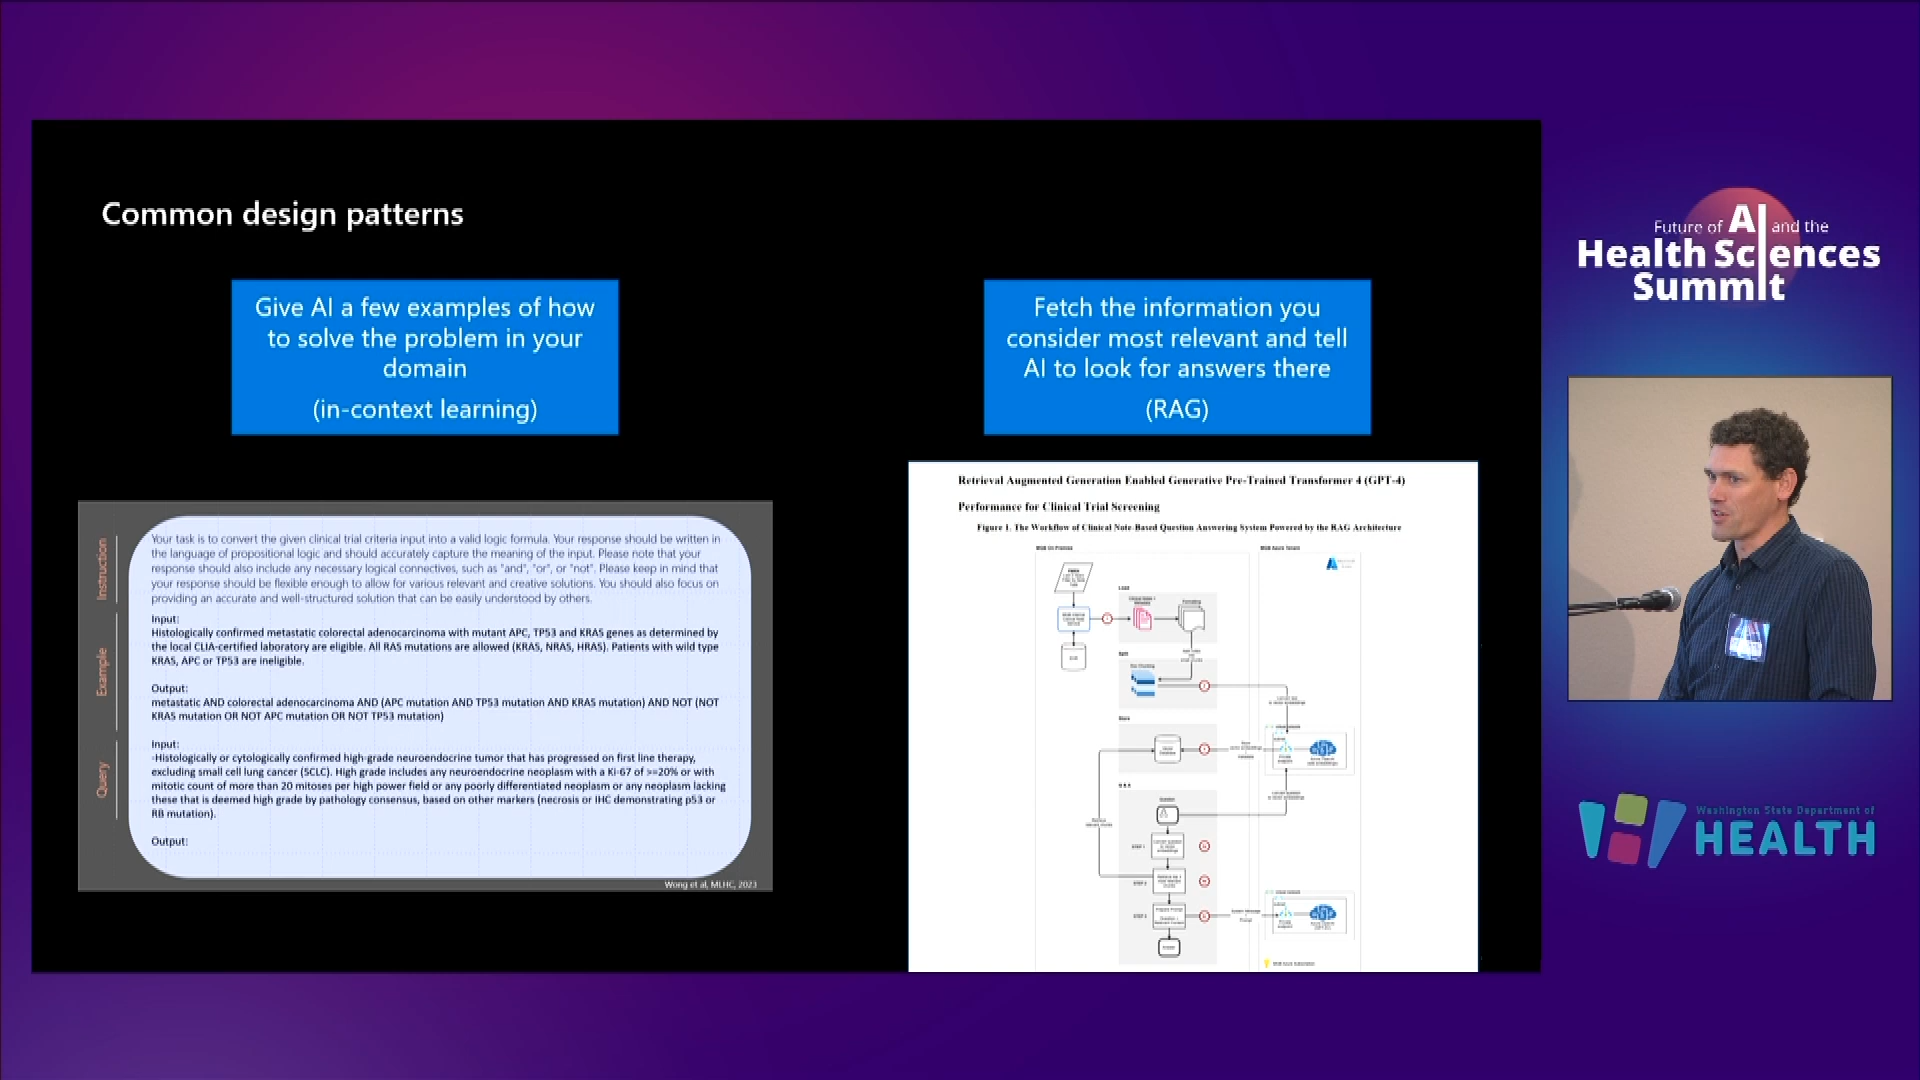 Common design patterns
Give AI a few examples of how
to solve the problem in your
domain
(in-context learning)
Fetch the information you
consider most relevant and tell
AI to look for answers there
(RAG)
Instruction
Your task is to convert the given clinical trial criteria input into a valid logic formula. Your response should be written in
the language of propositional logic and should accurately capture the meaning of the input. Please note that your
response should also include any necessary logical connectives, such as "and", "or", or "not". Please keep in mind that
your response should be flexible enough to allow for various relevant and creative solutions. You should also focus on
providing an accurate and well-structured solution that can be easily understood by others.
Example
Input:
Histologically confirmed metastatic colorectal adenocarcinoma with mutant APC, TP53 and KRAS genes as determined by
the local CLIA-certified laboratory are eligible. All RAS mutations are allowed (KRAS, NRAS, HRAS). Patients with wild type
KRAS, APC or TP53 are ineligible.
Output:
metastatic AND colorectal adenocarcinoma AND (APC mutation AND TP53 mutation AND KRAS mutation) AND NOT (NOT
KRAS mutation OR NOT APC mutation OR NOT TP53 mutation)
Query
Input:
-Histologically or cytologically confirmed high-grade neuroendocrine tumor that has progressed on first line therapy,
excluding small cell lung cancer (SCLC). High grade includes any neuroendocrine neoplasm with a Ki-67 of >=20% or with
mitotic count of more than 20 mitoses per high power field or any poorly differentiated neoplasm or any neoplasm lacking
these that is deemed high grade by pathology consensus, based on other markers (necrosis or IHC demonstrating p53 or
RB mutation).
Output:
Wong et al, MLHC, 2023
Retrieval Augmented Generation Enabled Generative Pre-Trained Transformer 4 (GPT-4)
Performance for Clinical Trial Screening
Figure 1. The Workflow of Clinical Note-Based Question Answering System Powered by the RAG Architecture
Future of AI and the
Health Sciences
Summit
Washington State Department of
HEALTH